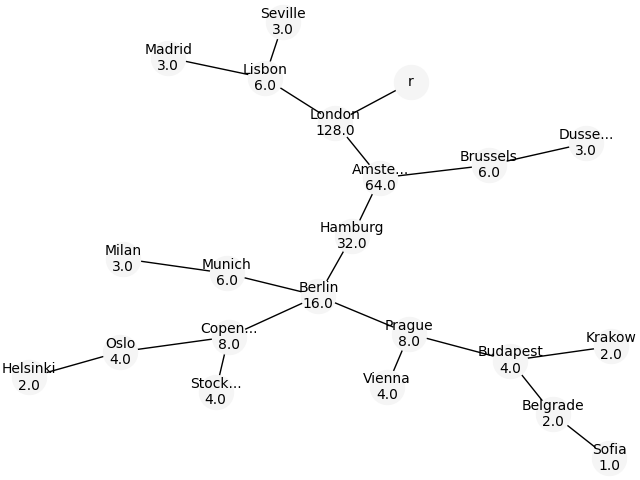 Seville
3.0
Madrid
3.0
Lisbon
6.0
r
London
128.0
Dusse...
3.0
Brussels
6.0
Amste...
64.0
Hamburg
32.0
Milan
3.0
Munich
6.0
Berlin
16.0
Copen...
8.0
Prague
8.0
Oslo
4.0
Krakow
2.0
Budapest
4.0
Helsinki
2.0
Stock...
4.0
Vienna
4.0
Belgrade
2.0
Sofia
1.0